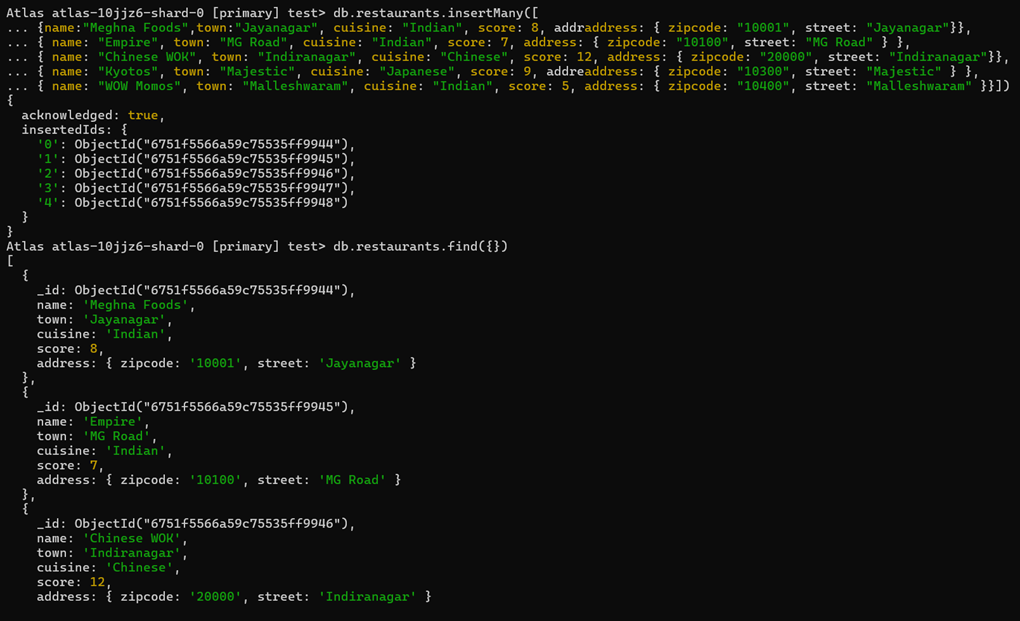 Atlas atlas-10jjz6-shard-0 [primary] test> db.restaurants.insertMany([
... {name:"Meghna Foods",town:"Jayanagar", cuisine: "Indian", score: 8, addraddress: { zipcode: "10001", street: "Jayanagar"}},
... { name: "Empire", town: "MG Road", cuisine: "Indian", score: 7, address: { zipcode: "10100", street: "MG Road" } },
... { name: "Chinese WOK", town: "Indiranagar", cuisine: "Chinese", score: 12, address: { zipcode: "20000", street: "Indiranagar"}},
... { name: "Kyotos", town: "Majestic", cuisine: "Japanese", score: 9, addreaddress: { zipcode: "10300", street: "Majestic" } },
... { name: "WOW Momos", town: "Malleshwaram", cuisine: "Indian", score: 5, address: { zipcode: "10400", street: "Malleshwaram" }}])
{
acknowledged: true,
insertedIds: {
'0': ObjectId("6751f5566a59c75535ff9944"),
'1': ObjectId("6751f5566a59c75535ff9945"),
'2': ObjectId("6751f5566a59c75535ff9946"),
'3': ObjectId("6751f5566a59c75535ff9947"),
'4': ObjectId("6751f5566a59c75535ff9948")
}
}
Atlas atlas-10jjz6-shard-0 [primary] test> db.restaurants.find({})
[
{
_id: ObjectId("6751f5566a59c75535ff9944"),
name: 'Meghna Foods',
town: 'Jayanagar',
cuisine: 'Indian',
score: 8,
address: { zipcode: '10001', street: 'Jayanagar' }
},
{
_id: ObjectId("6751f5566a59c75535ff9945"),
name: 'Empire',
town: 'MG Road',
cuisine: 'Indian',
score: 7,
address: { zipcode: '10100', street: 'MG Road' }
},
{
_id: ObjectId("6751f5566a59c75535ff9946"),
name: 'Chinese WOK',
town: 'Indiranagar',
cuisine: 'Chinese',
score: 12,
address: { zipcode: '20000', street: 'Indiranagar' }